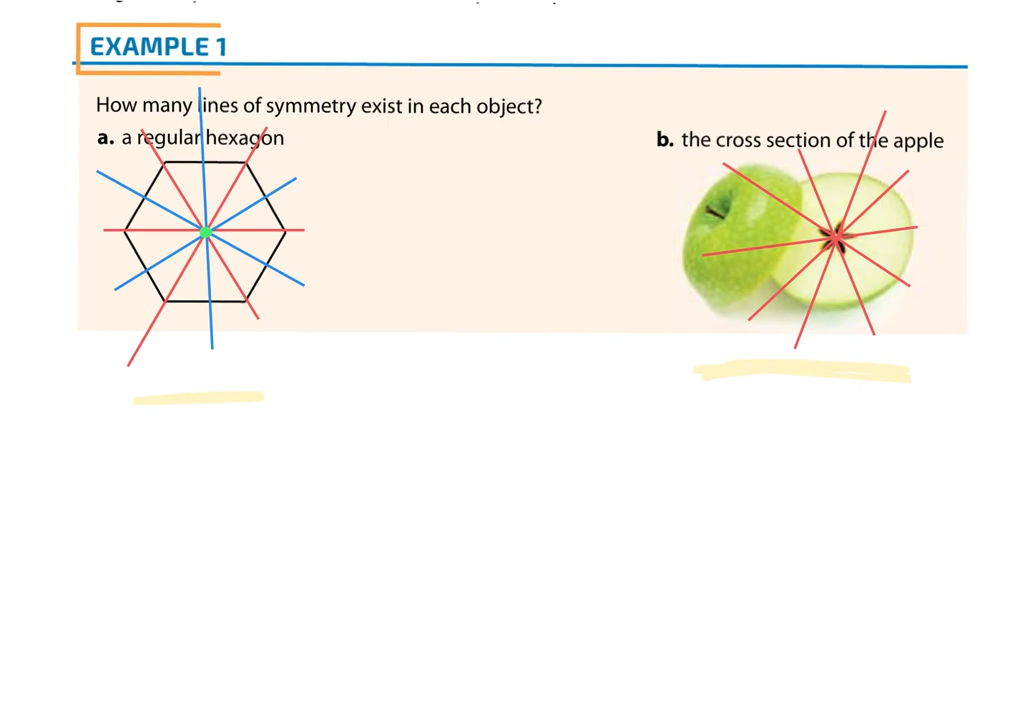 EXAMPLE 1
How many lines of symmetry exist in each object?
a. a regular hexagon
b. the cross section of the apple